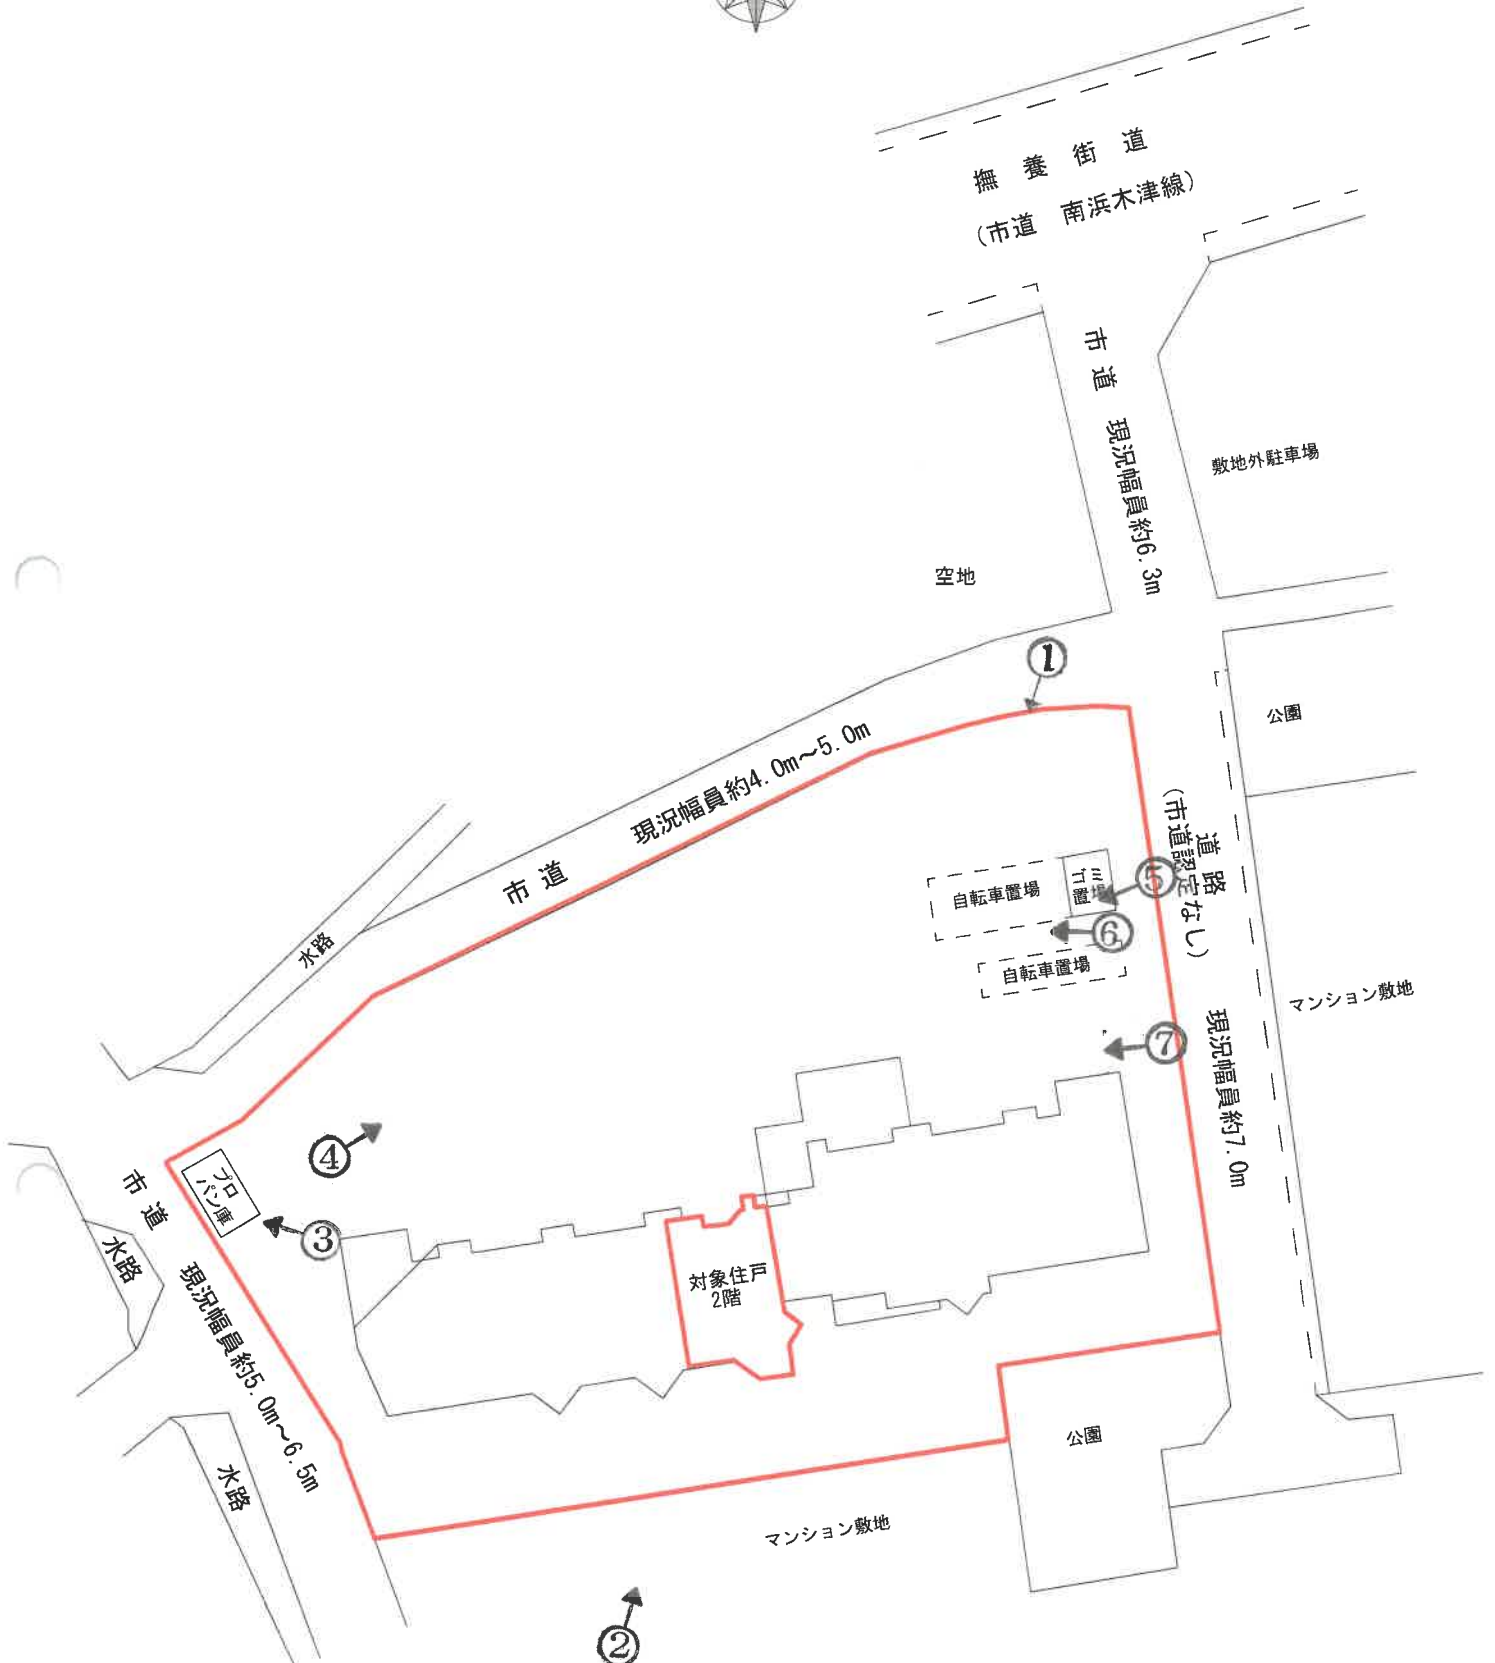 撫養街道
(市道 南浜木津線)
市道 現況幅員約6.3m
敷地外駐車場
空地
①
公園
市道 現況幅員約4.0m～5.0m
道路
(市道認定なし)
現況幅員約7.0m
自転車置場
ゴミ
置場
⑤
⑥
自転車置場
水路
マンション敷地
⑦
④
プロ
パン庫
③
市道 現況幅員約5.0m～6.5m
水路
対象住戸
2階
水路
公園
マンション敷地
②